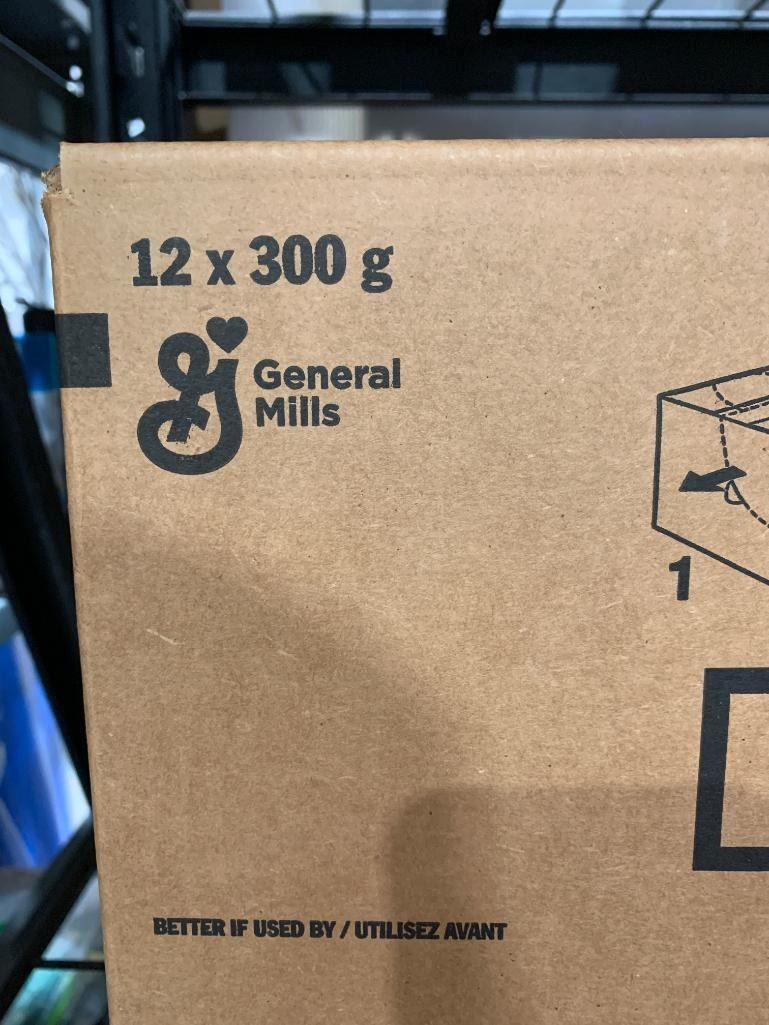 12 x 300 g
General
Mills
1
BETTER IF USED BY / UTILISEZ AVANT